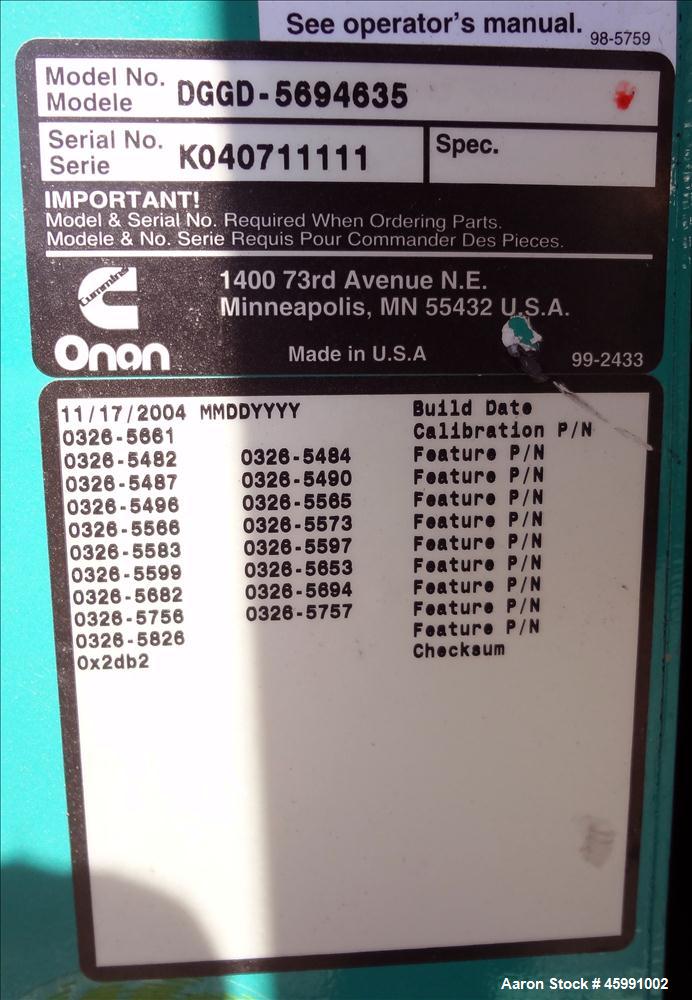 See operator's manual. 98-5759
Model No.
Modele
DGGD-5694635
Serial No.
Serie
K040711111
Spec.
IMPORTANT!
Model & Serial No. Required When Ordering Parts.
Modele & No. Serie Requis Pour Commander Des Pieces.
Cummins
Onan
1400 73rd Avenue N.E.
Minneapolis, MN 55432 U.S.A.
Made in U.S.A 99-2433
11/17/2004 MMDDYYYY Build Date
0326-5661 Calibration P/N
0326-5482 0326-5484 Feature P/N
0326-5487 0326-5490 Feature P/N
0326-5496 0326-5565 Feature P/N
0326-5566 0326-5573 Feature P/N
0326-5583 0326-5597 Feature P/N
0326-5599 0326-5653 Feature P/N
0326-5682 0326-5694 Feature P/N
0326-5756 0326-5757 Feature P/N
0326-5826 Feature P/N
0x2db2 Checksum
Aaron Stock # 45991002